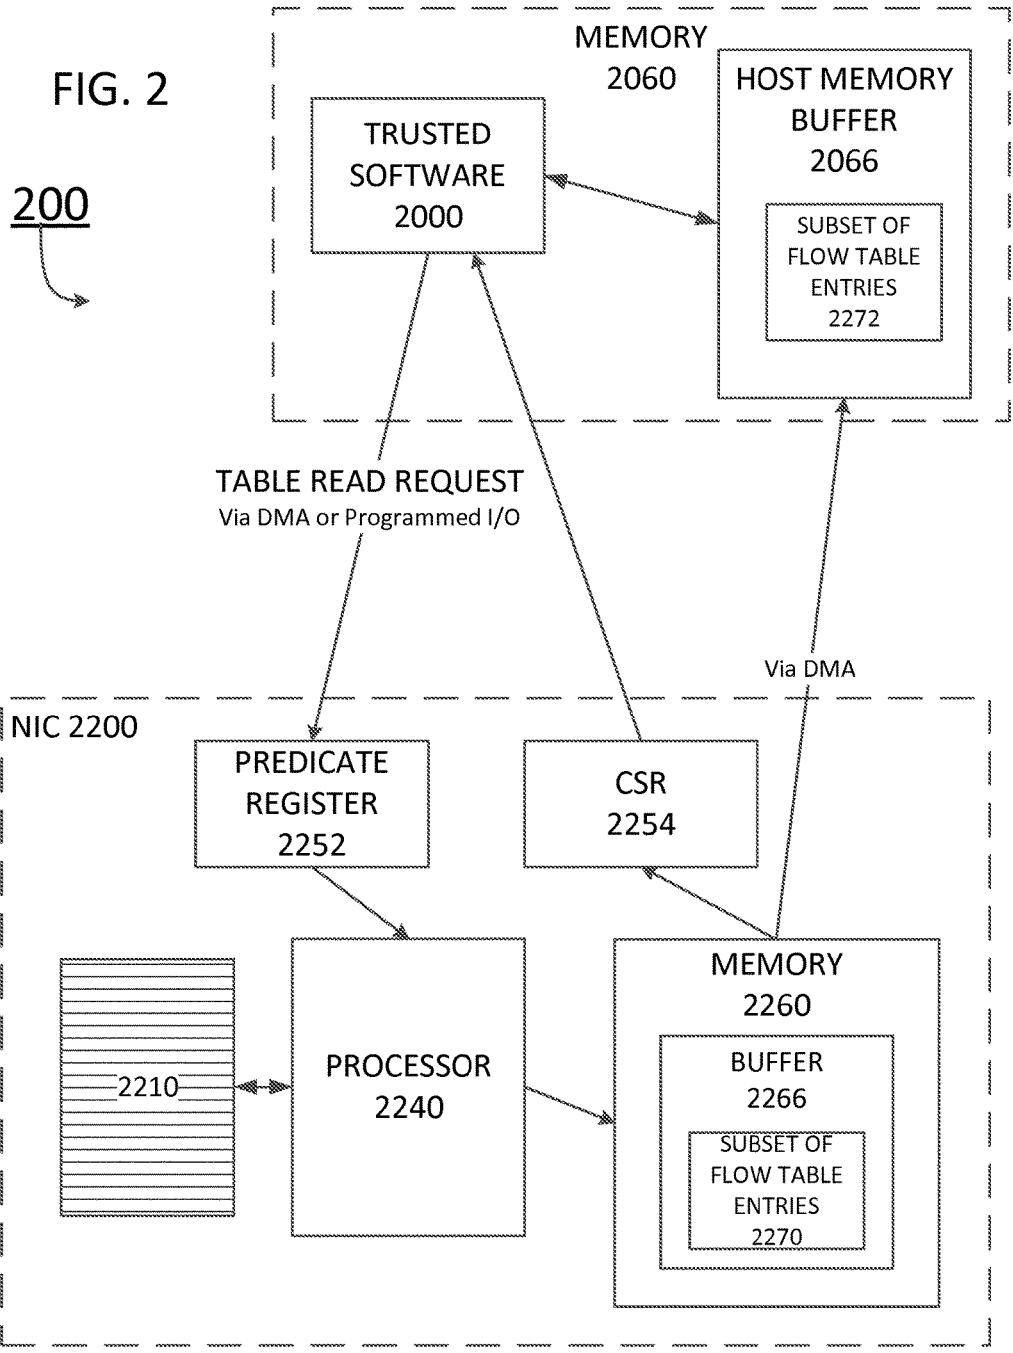 FIG. 2
200
MEMORY
2060
TRUSTED
SOFTWARE
2000
HOST MEMORY
BUFFER
2066
SUBSET OF
FLOW TABLE
ENTRIES
2272
TABLE READ REQUEST
Via DMA or Programmed I/O
Via DMA
NIC 2200
PREDICATE
REGISTER
2252
CSR
2254
2210
PROCESSOR
2240
MEMORY
2260
BUFFER
2266
SUBSET OF
FLOW TABLE
ENTRIES
2270